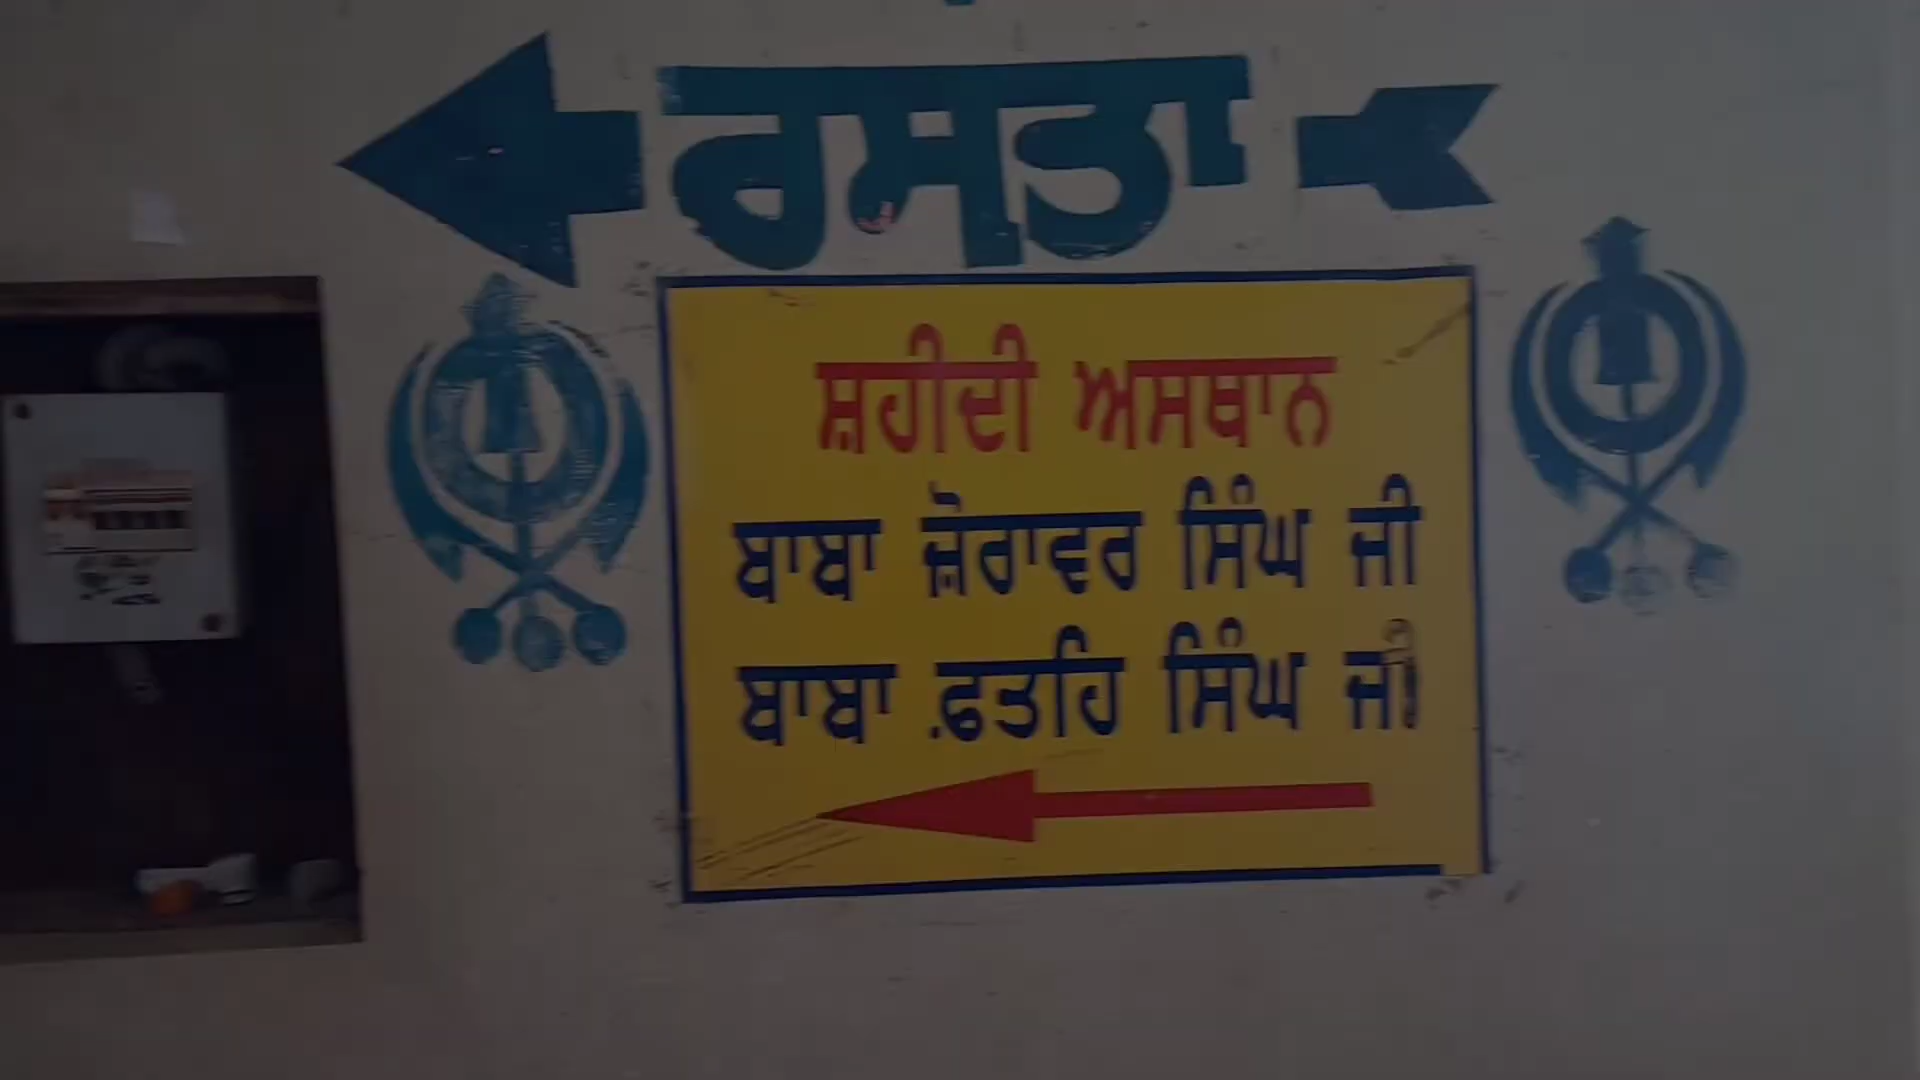 ਰਸਤਾ
ਸ਼ਹੀਦੀ ਅਸਥਾਨ
ਬਾਬਾ ਜ਼ੋਰਾਵਰ ਸਿੰਘ ਜੀ
ਬਾਬਾ ਫ਼ਤਹਿ ਸਿੰਘ ਜੀ